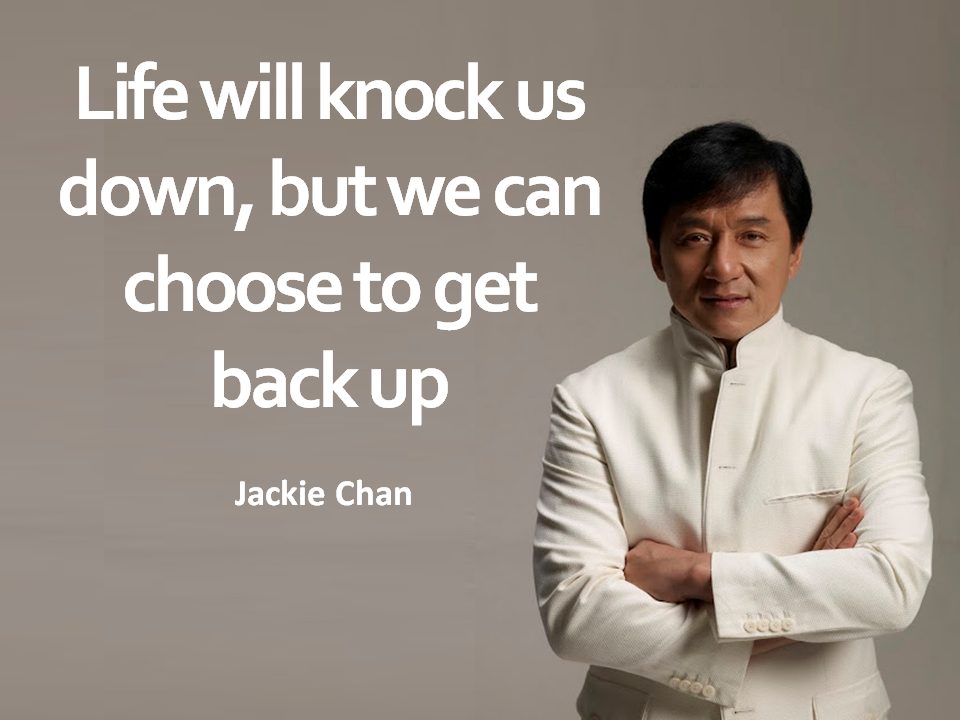 Life will knock us
down, but we can
choose to get
back up
Jackie Chan